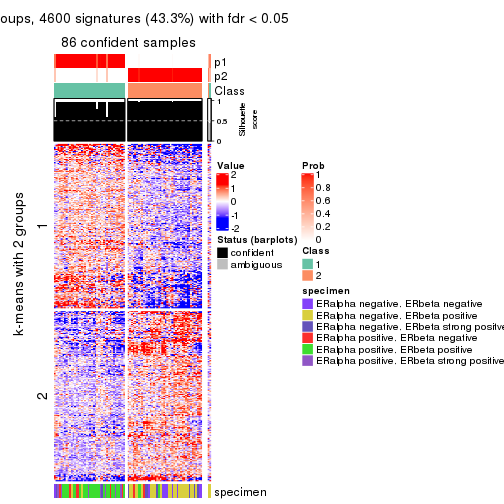 oups, 4600 signatures (43.3%) with fdr < 0.05
86 confident samples
p1
p2
Class
1
0.5
0
Silhouette
score
k-means with 2 groups
1
2
Value
2
1
0
-1
-2
Status (barplots)
confident
ambiguous
Prob
1
0.8
0.6
0.4
0.2
0
Class
1
2
specimen
ERalpha negative. ERbeta negative
ERalpha negative. ERbeta positive
ERalpha negative. ERbeta strong positive
ERalpha positive. ERbeta negative
ERalpha positive. ERbeta positive
ERalpha positive. ERbeta strong positive
specimen